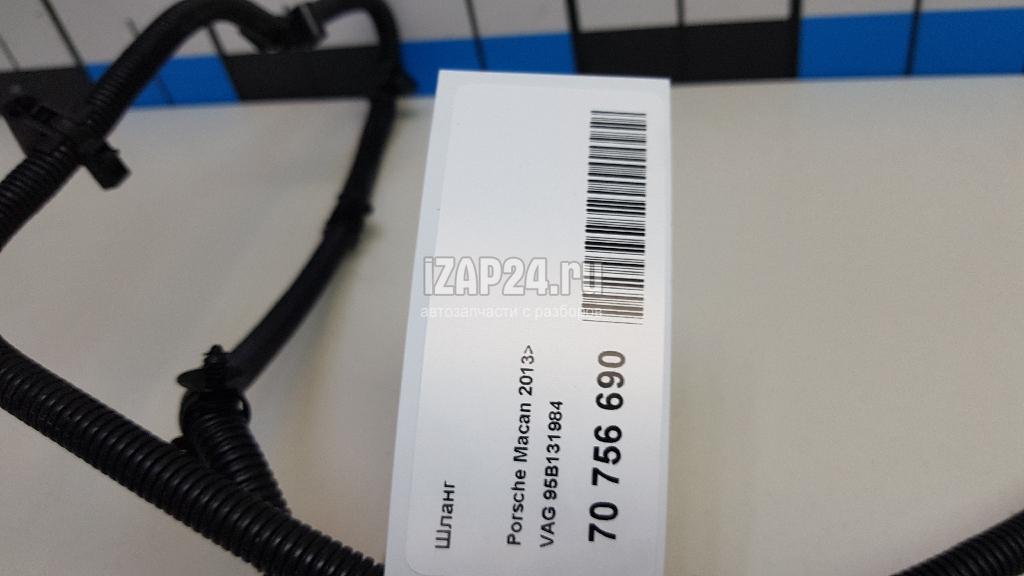 Шланг
Porsche Macan 2013>
VAG 95B131984
70 756 690
iZAP24.ru
автозапчасти с разборов